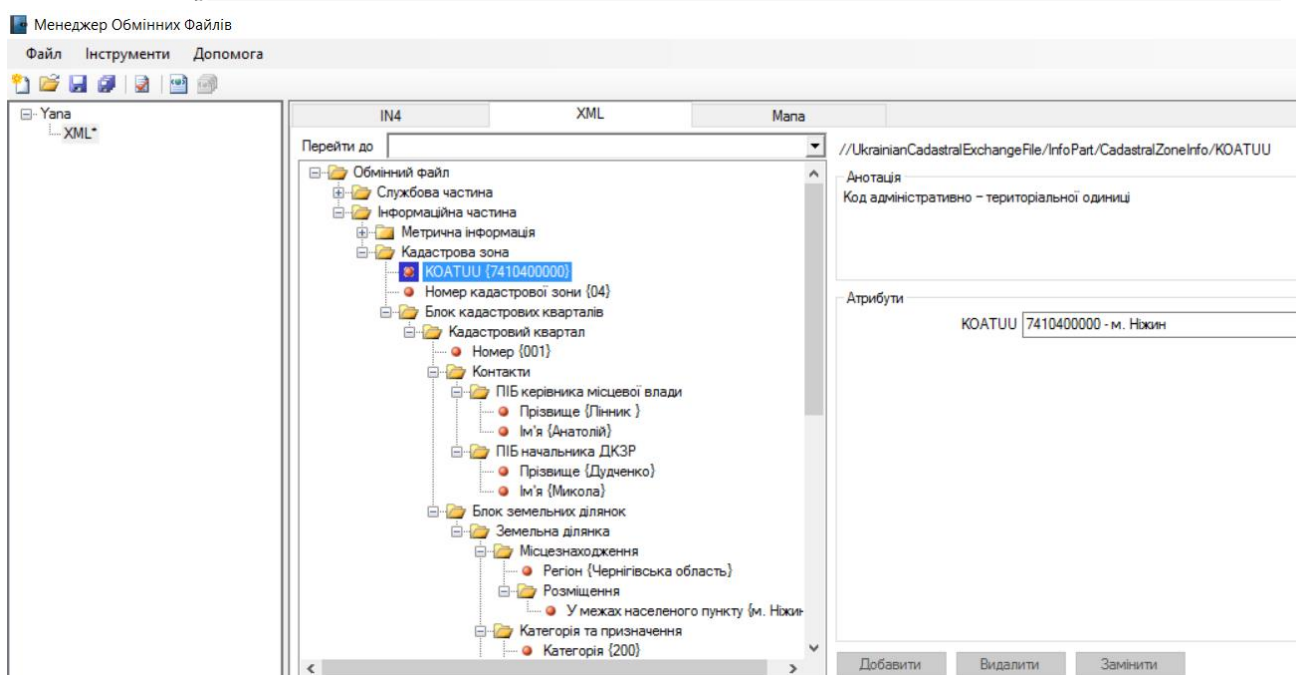 Менеджер Обмінних Файлів
Файл Інструменти Допомога
Yana
XML*
IN4 XML Мапа
Перейти до
Обмінний файл
Службова частина
Інформаційна частина
Метрична інформація
Кадастрова зона
KOATUU {7410400000}
Номер кадастрової зони {04}
Блок кадастрових кварталів
Кадастровий квартал
Номер {001}
Контакти
ПІБ керівника місцевої влади
Прізвище {Лінник }
Ім'я {Анатолій}
ПІБ начальника ДКЗР
Прізвище {Дудченко}
Ім'я {Микола}
Блок земельних ділянок
Земельна ділянка
Місцезнаходження
Регіон {Чернігівська область}
Розміщення
У межах населеного пункту {м. Ніжин
Категорія та призначення
Категорія {200}
//UkrainianCadastralExchangeFile/InfoPart/CadastralZoneInfo/KOATUU
Анотація
Код адміністративно – територіальної одиниці
Атрибути
KOATUU 7410400000 - м. Ніжин
Добавити Видалити Замінити